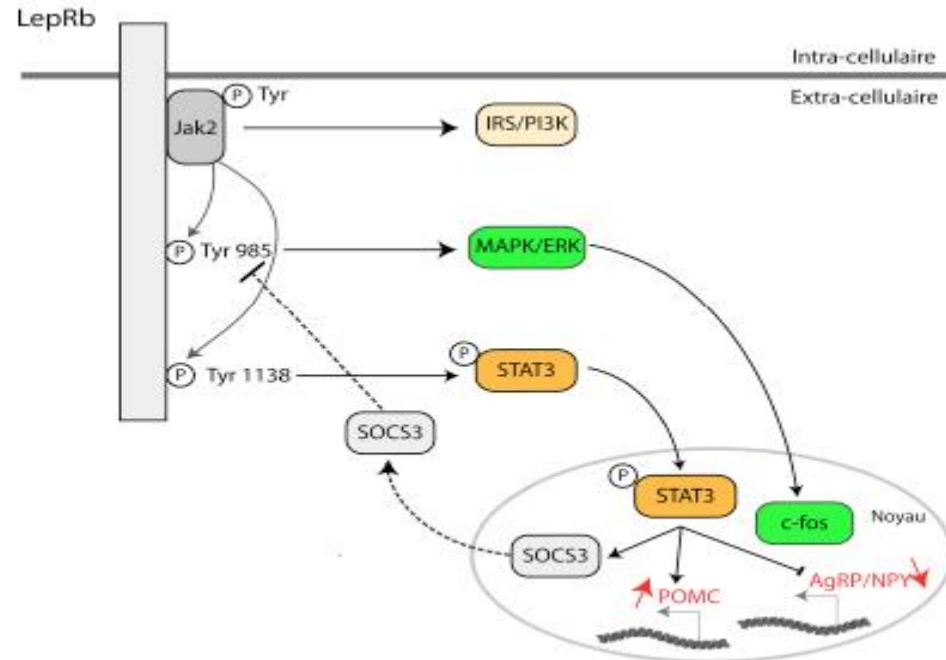 LepRb
Intra-cellulaire
Extra-cellulaire
P Tyr
Jak2
IRS/PI3K
P Tyr 985
MAPK/ERK
P Tyr 1138
P
STAT3
SOCS3
P
STAT3
c-fos
Noyau
SOCS3
POMC
AgRP/NPY